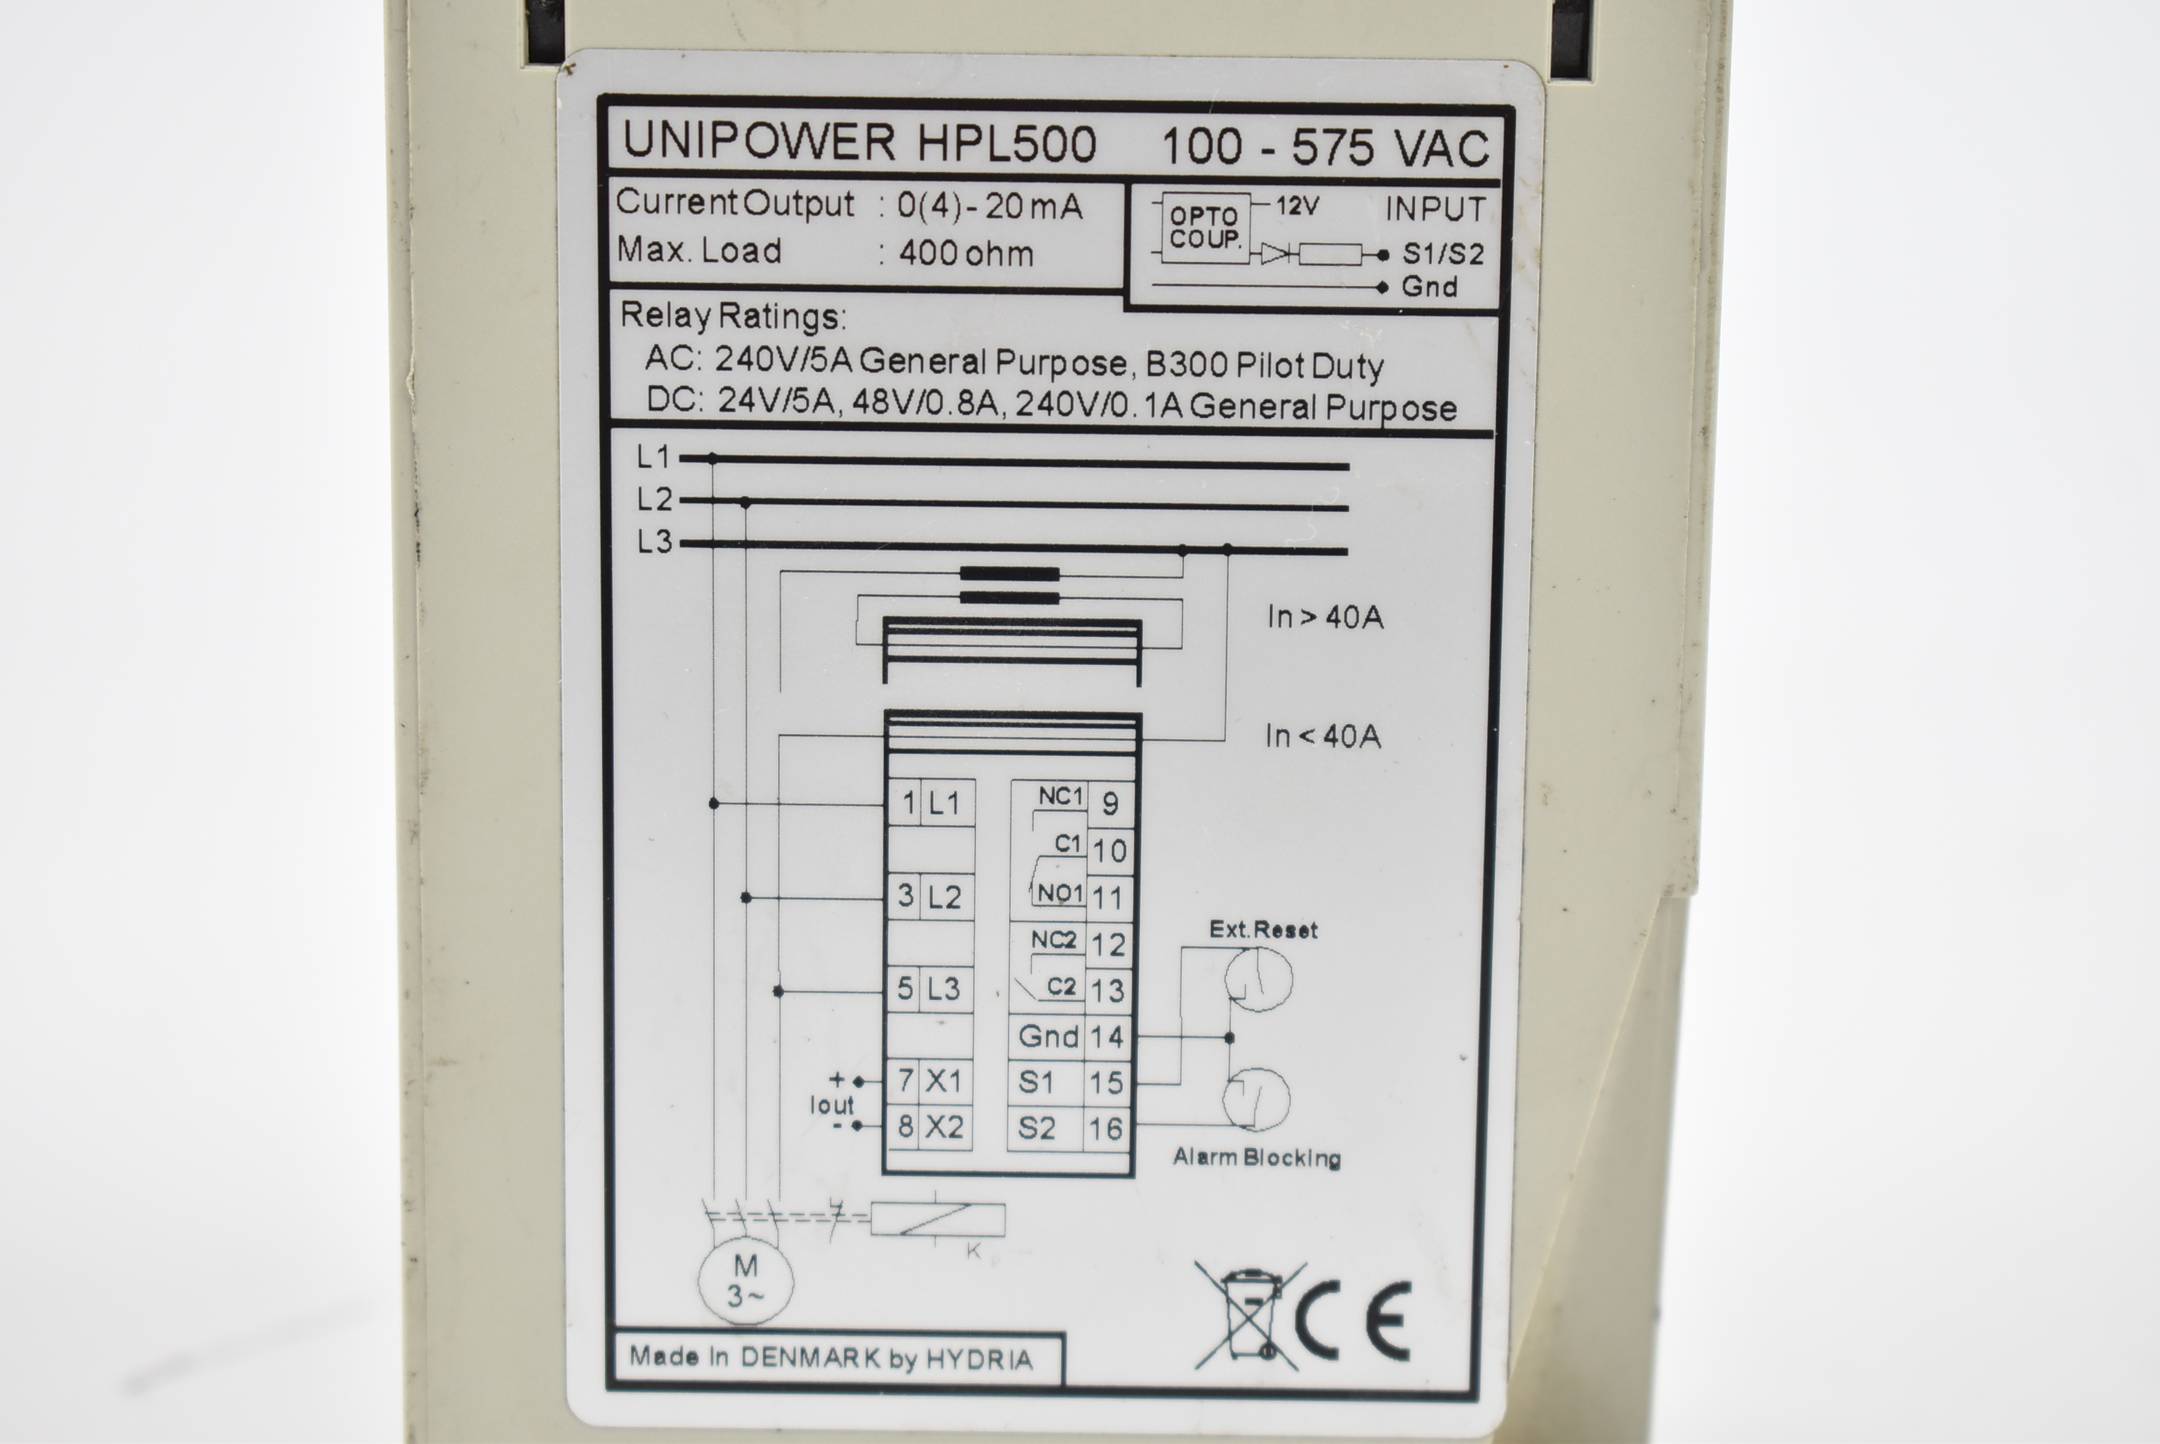 UNIPOWER HPL500 100 - 575 VAC
Current Output : 0(4) - 20 mA
Max. Load : 400 ohm
OPTO COUP. 12V INPUT
S1/S2
Gnd
Relay Ratings:
AC: 240V/5A General Purpose, B300 Pilot Duty
DC: 24V/5A, 48V/0.8A, 240V/0.1A General Purpose
L1
L2
L3
In > 40A
In < 40A
1 L1 NC1 9
C1 10
3 L2 NO1 11
NC2 12
5 L3 C2 13
Gnd 14
+ 7 X1 S1 15
Iout
- 8 X2 S2 16
Ext. Reset
Alarm Blocking
K
M
3~
CE
Made In DENMARK by HYDRIA